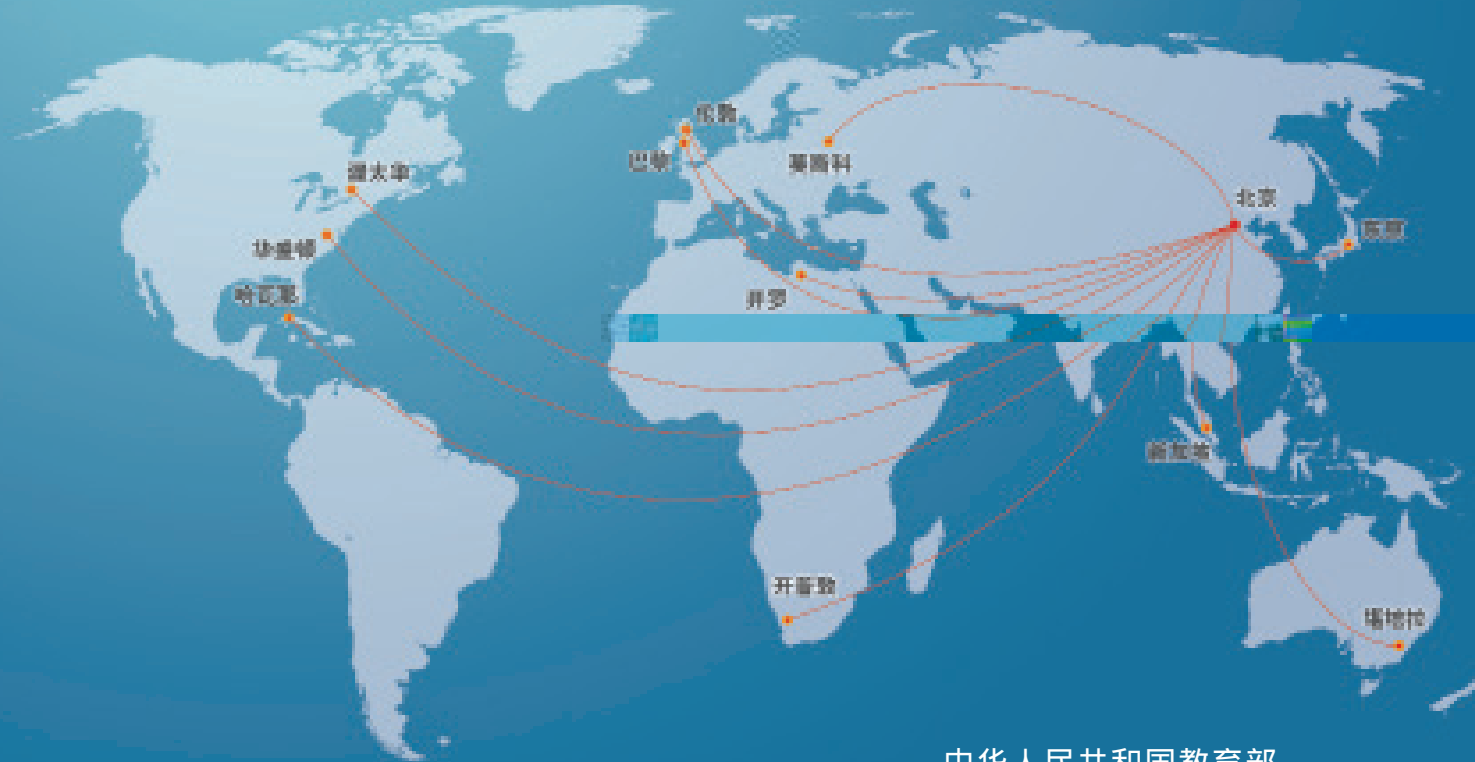 伦敦
巴黎
莫斯科
渥太华
北京
东京
华盛顿
哈瓦那
开罗
新加坡
开普敦
堪培拉
中华人民共和国教育部